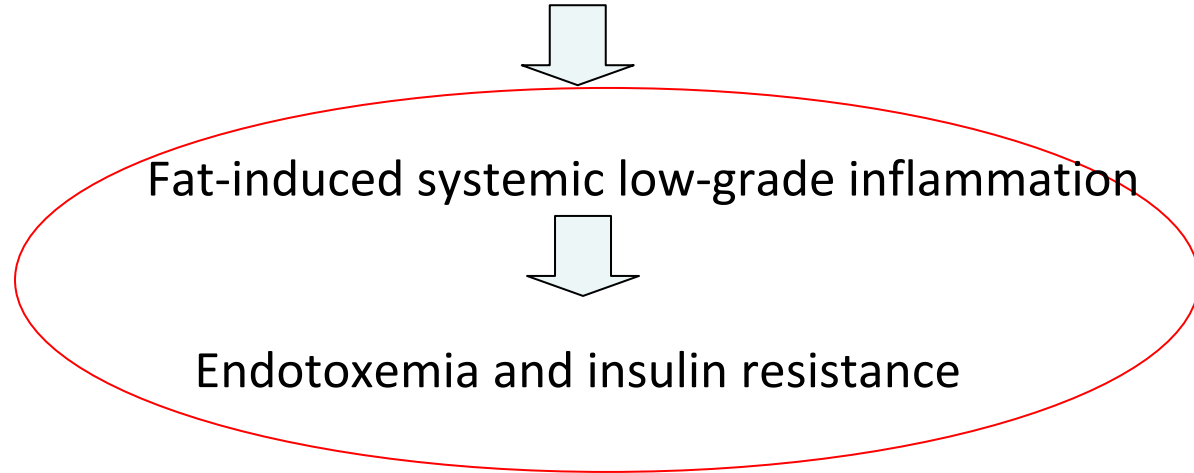 Fat-induced systemic low-grade inflammation
Endotoxemia and insulin resistance